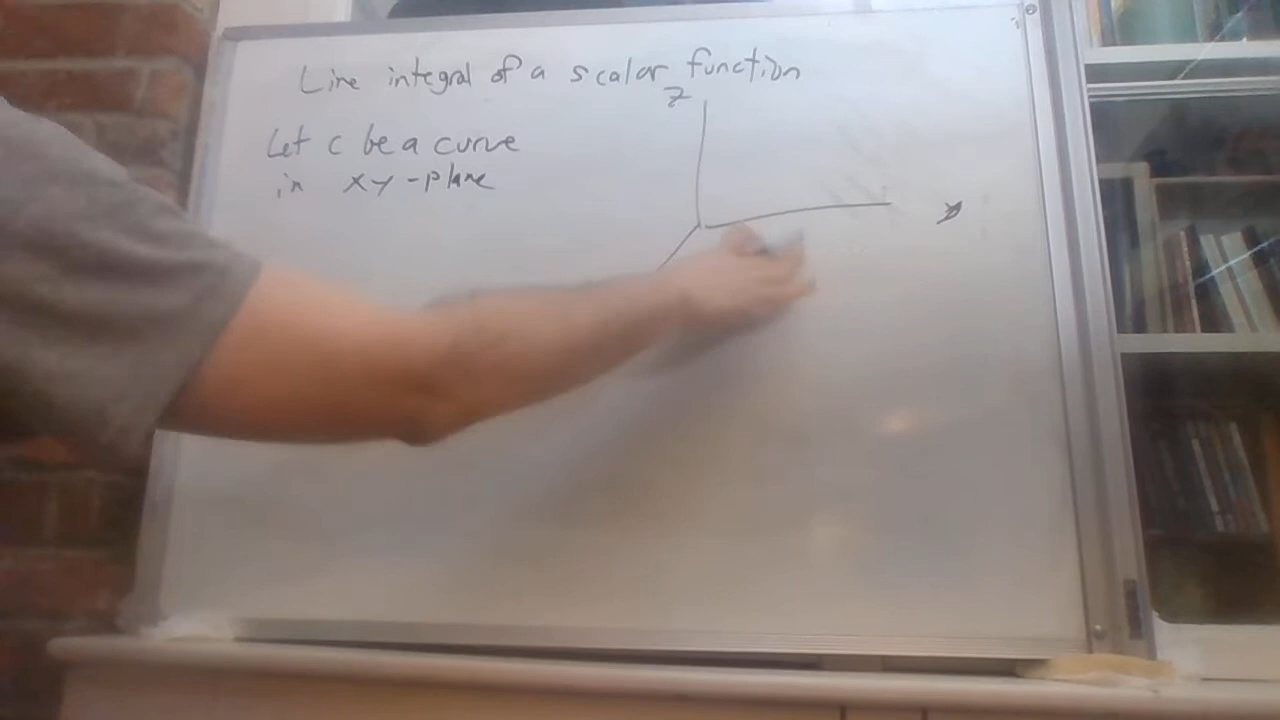 Line integral of a scalar function
z
Let c be a curve
in xy-plane